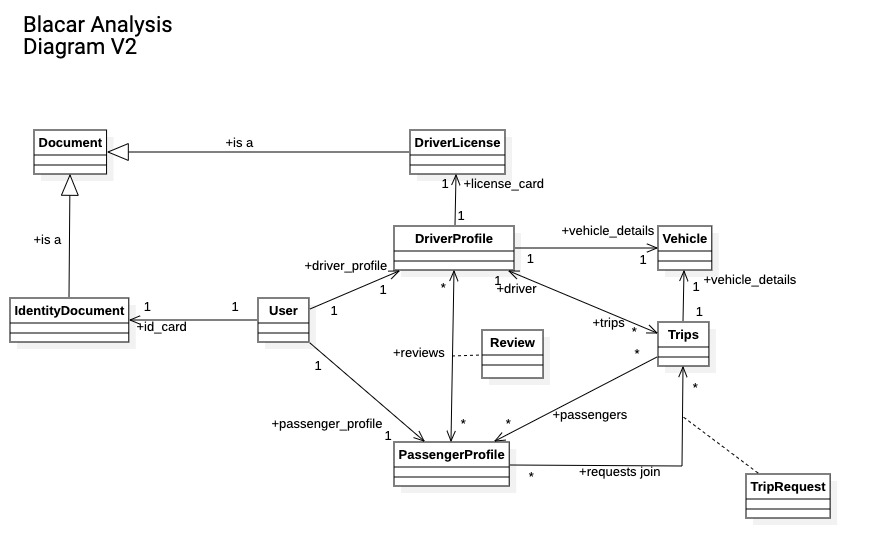 Blacar Analysis
Diagram V2
Document
+is a
DriverLicense
1
+license_card
1
DriverProfile
+vehicle_details
Vehicle
+is a
1
1
+driver_profile
1
*
1
+driver
1
+vehicle_details
IdentityDocument
1
1
User
1
+id_card
1
+trips
*
Trips
Review
+reviews
*
1
+passenger_profile
1
*
*
+passengers
*
PassengerProfile
*
+requests join
TripRequest